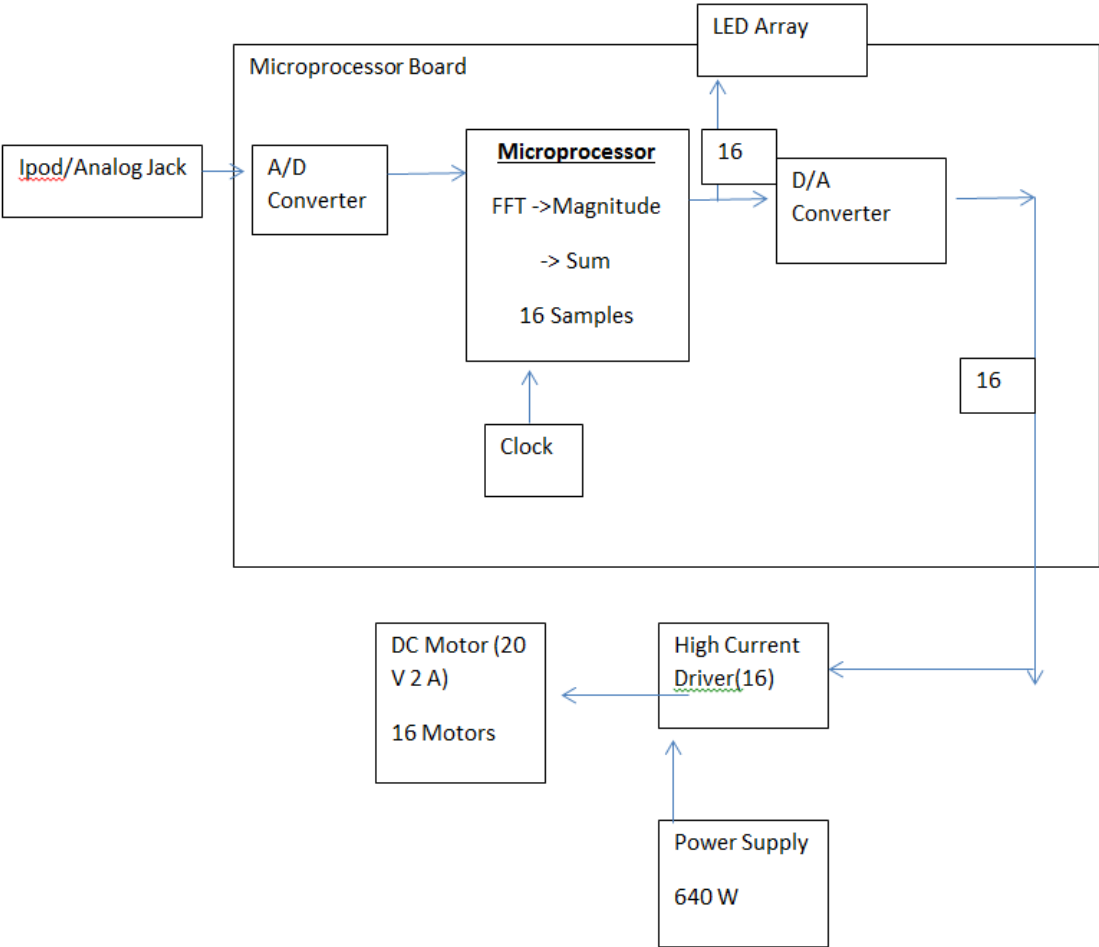 LED Array
Microprocessor Board
Ipod/Analog Jack
A/D
Converter
Microprocessor
FFT ->Magnitude
-> Sum
16 Samples
16
D/A
Converter
16
Clock
DC Motor (20
V 2 A)
16 Motors
High Current
Driver(16)
Power Supply
640 W